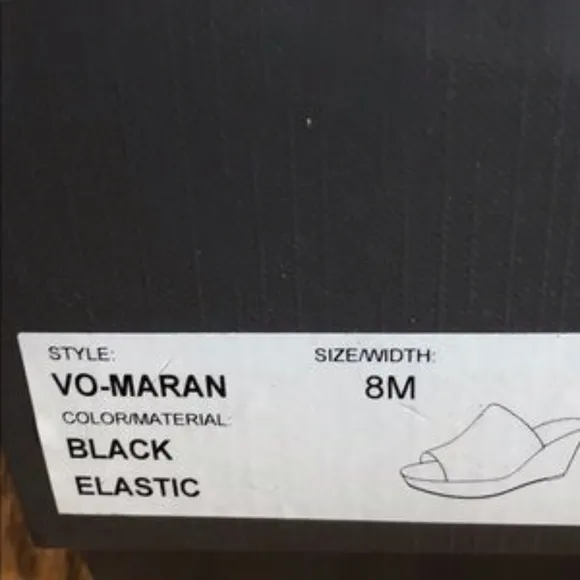 STYLE:
SIZE/WIDTH:
VO-MARAN
8M
COLOR/MATERIAL:
BLACK
ELASTIC